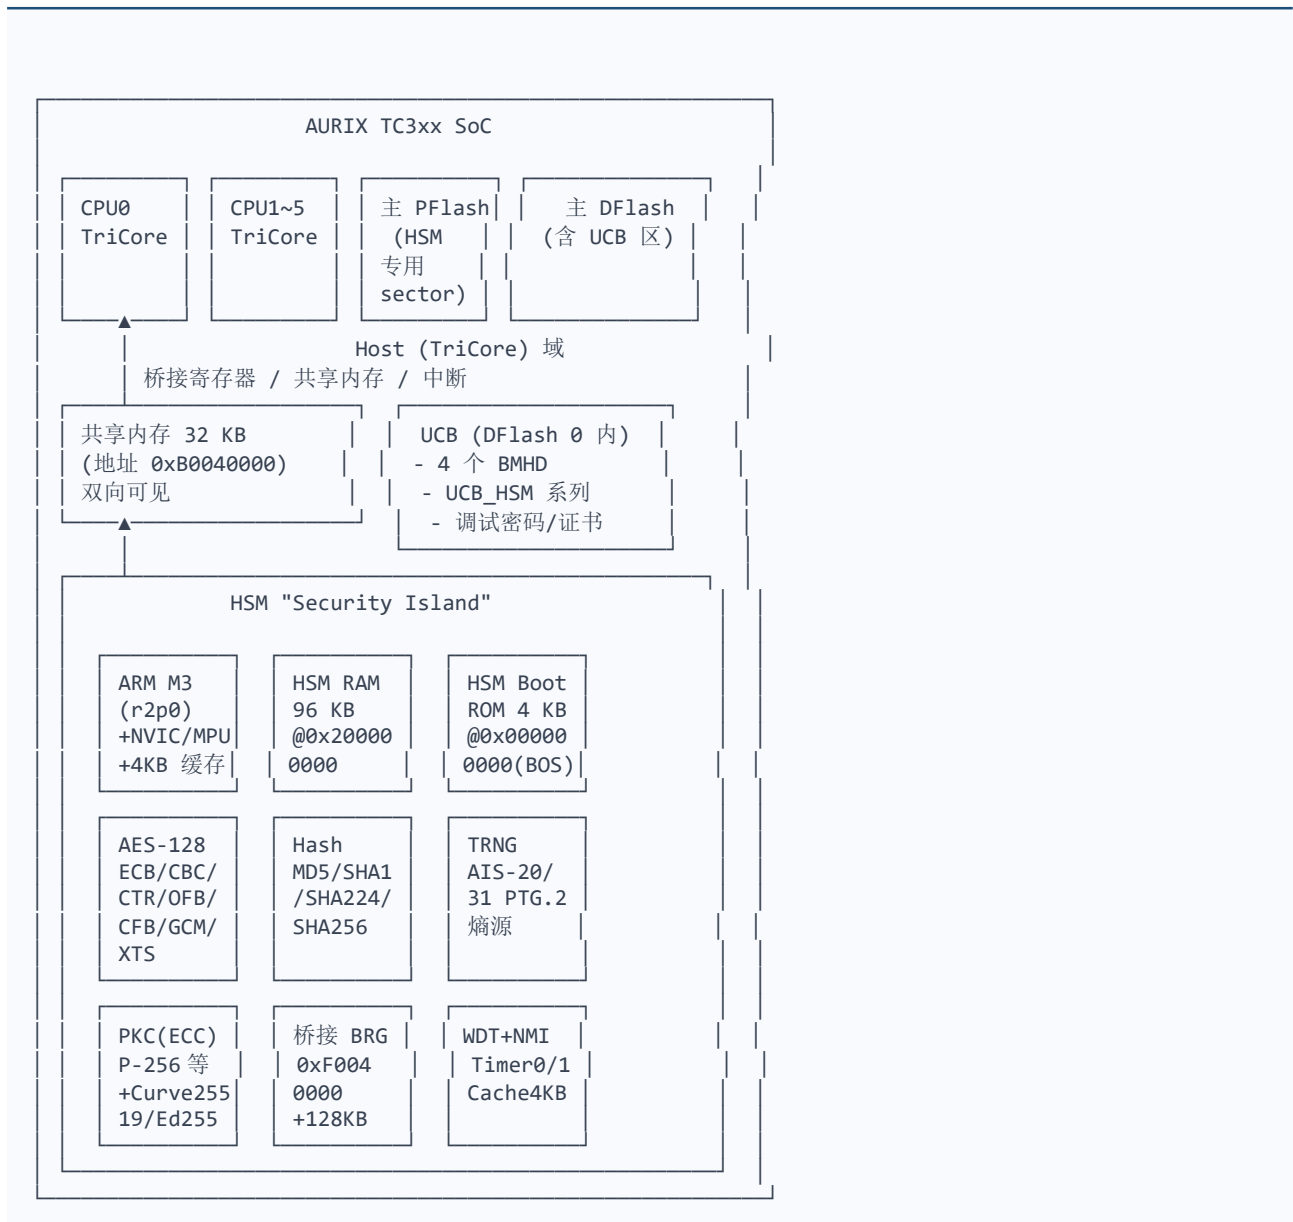 AURIX TC3xx SoC
CPU0 CPU1~5 主 PFlash 主 DFlash
TriCore TriCore (HSM (含 UCB 区)
专用
sector)
Host (TriCore) 域
桥接寄存器 / 共享内存 / 中断
共享内存 32 KB UCB (DFlash 0 内)
(地址 0xB0040000) - 4 个 BMHD
双向可见 - UCB_HSM 系列
- 调试密码/证书
HSM "Security Island"
ARM M3 HSM RAM HSM Boot
(r2p0) 96 KB ROM 4 KB
+NVIC/MPU @0x20000 @0x00000
+4KB 缓存 0000 0000(BOS)
AES-128 Hash TRNG
ECB/CBC/ MD5/SHA1 AIS-20/
CTR/OFB/ /SHA224/ 31 PTG.2
CFB/GCM/ SHA256 熵源
XTS
PKC(ECC) 桥接 BRG WDT+NMI
P-256 等 0xF004 Timer0/1
+Curve255 0000 Cache4KB
19/Ed255 +128KB